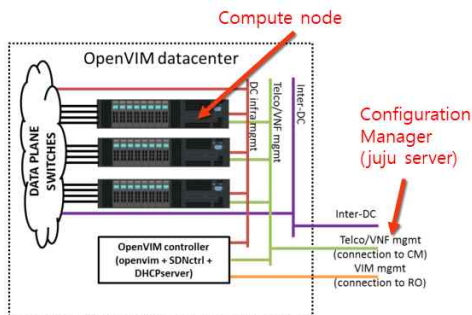 Compute node
OpenVIM datacenter
DATA PLANE
SWITCHES
DC infra mgmt
Telco/VNF mgmt
Inter-DC
Configuration
Manager
(juju server)
Inter-DC
OpenVIM controller
(openvim + SDNctrl +
DHCPserver)
Telco/VNF mgmt
(connection to CM)
VIM mgmt
(connection to RO)